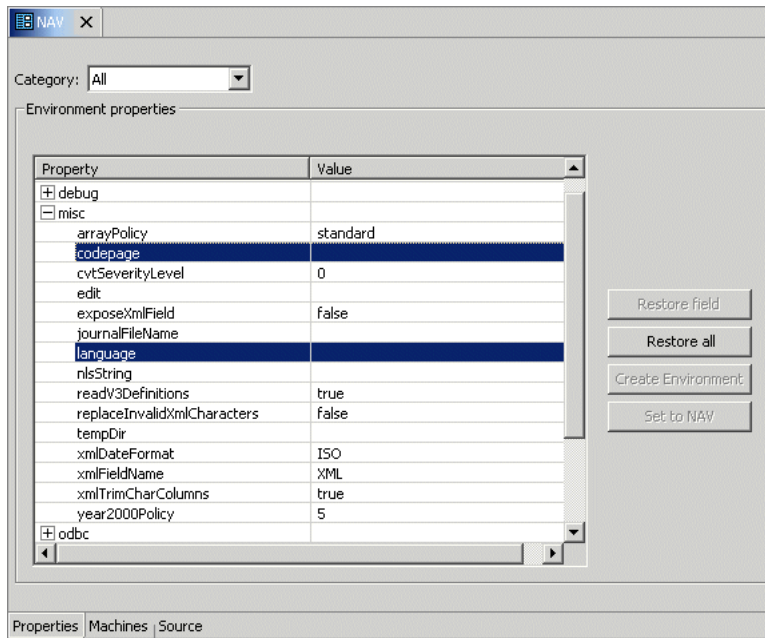 NAV
Category: All
Environment properties
Property Value
debug
misc
arrayPolicy standard
codepage
cvtSeverityLevel 0
edit
exposeXmlField false
journalFileName
language
nlsString
readV3Definitions true
replaceInvalidXmlCharacters false
tempDir
xmlDateFormat ISO
xmlFieldName XML
xmlTrimCharColumns true
year2000Policy 5
odbc
Restore field
Restore all
Create Environment
Set to NAV
Properties Machines Source